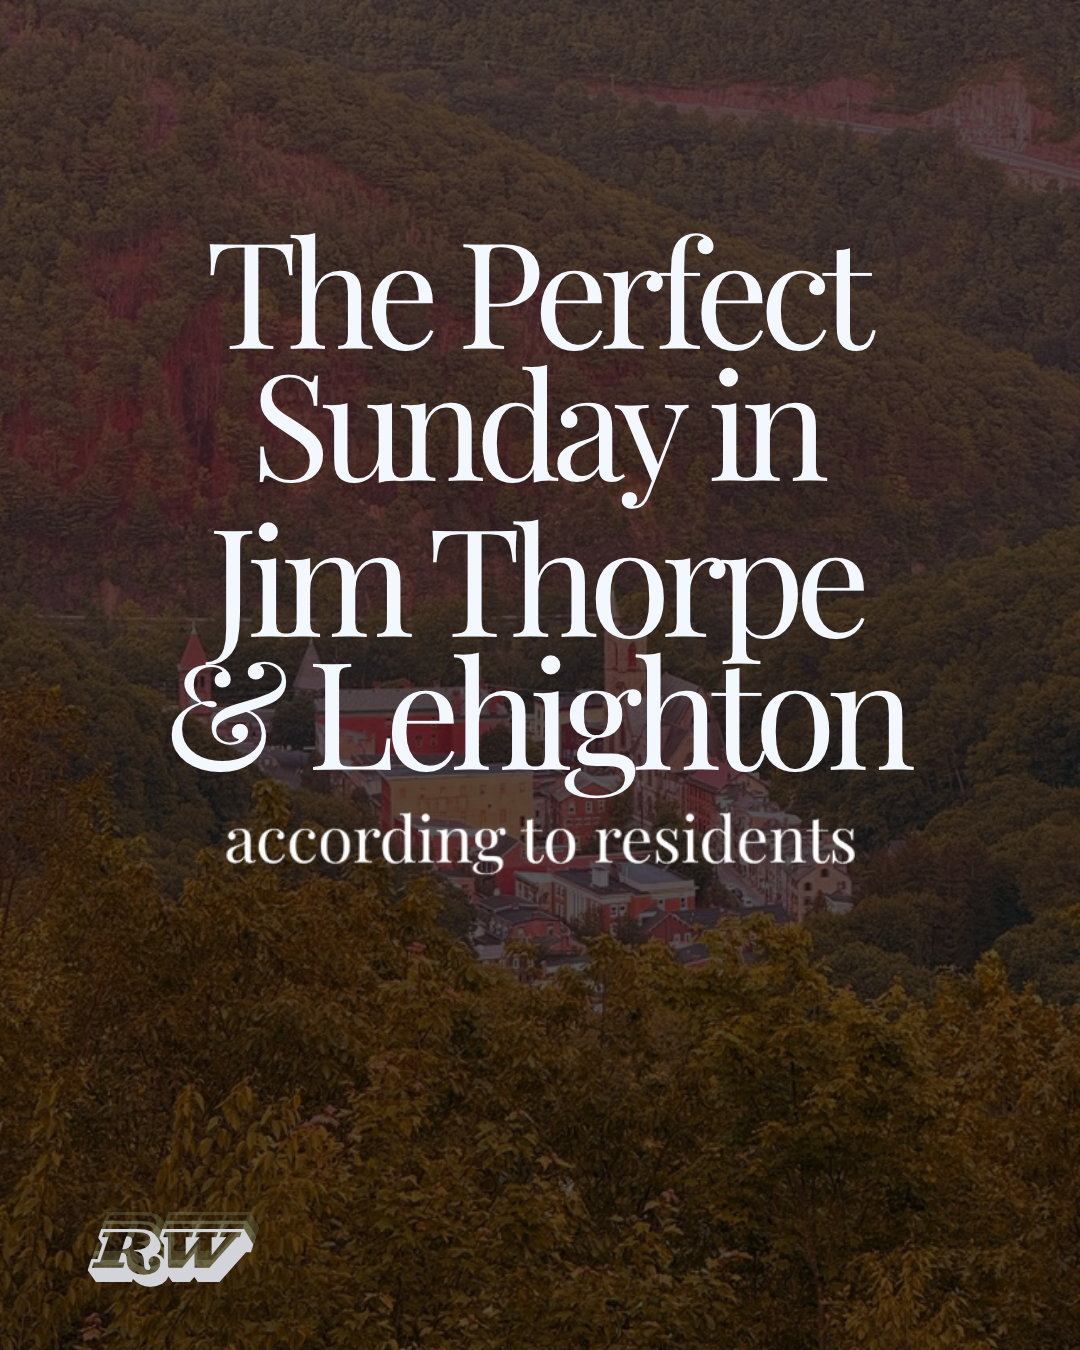 The Perfect
Sunday in
Jim Thorpe
& Lehighton
according to residents
RW